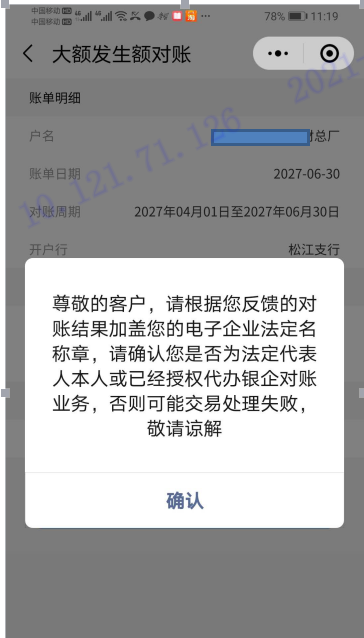 中国移动 HD 4G 4G 78% 11:19
中国移动 HD
大额发生额对账
账单明细
户名 材总厂
账单日期 2027-06-30
对账周期 2027年04月01日至2027年06月30日
开户行 松江支行
10.121.71.126 2021-
尊敬的客户，请根据您反馈的对
账结果加盖您的电子企业法定名
称章，请确认您是否为法定代表
人本人或已经授权代办银企对账
业务，否则可能交易处理失败，
敬请谅解
确认